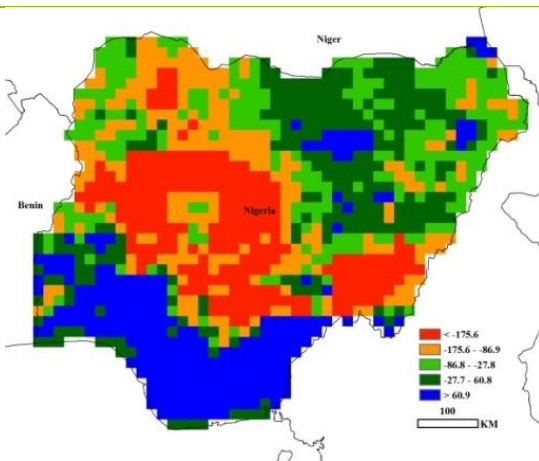 Niger
Benin
Nigeria
< -175.6
-175.6 - -86.9
-86.8 - -27.8
-27.7 - 60.8
> 60.9
100
KM